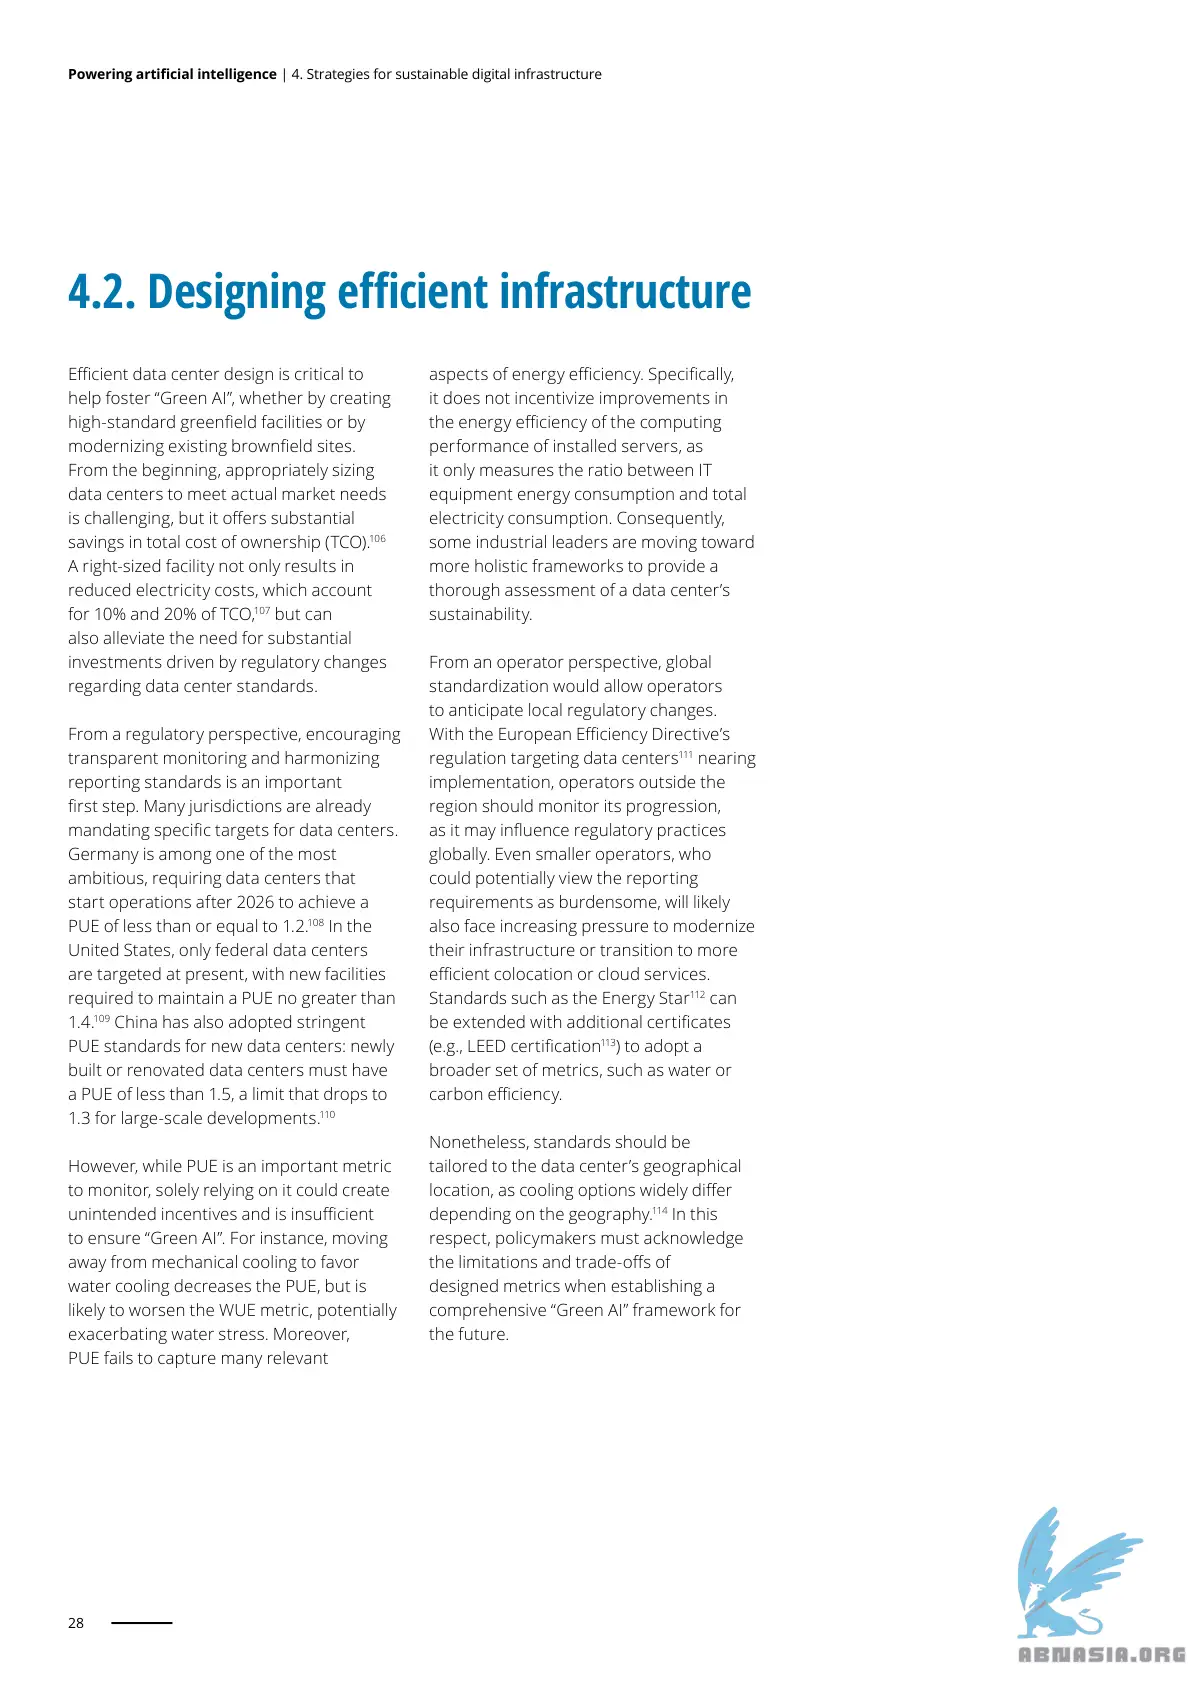 Powering artificial intelligence | 4. Strategies for sustainable digital infrastructure
4.2. Designing efficient infrastructure
Efficient data center design is critical to
help foster “Green AI”, whether by creating
high-standard greenfield facilities or by
modernizing existing brownfield sites.
From the beginning, appropriately sizing
data centers to meet actual market needs
is challenging, but it offers substantial
savings in total cost of ownership (TCO).106
A right-sized facility not only results in
reduced electricity costs, which account
for 10% and 20% of TCO,107 but can
also alleviate the need for substantial
investments driven by regulatory changes
regarding data center standards.
From a regulatory perspective, encouraging
transparent monitoring and harmonizing
reporting standards is an important
first step. Many jurisdictions are already
mandating specific targets for data centers.
Germany is among one of the most
ambitious, requiring data centers that
start operations after 2026 to achieve a
PUE of less than or equal to 1.2.108 In the
United States, only federal data centers
are targeted at present, with new facilities
required to maintain a PUE no greater than
1.4.109 China has also adopted stringent
PUE standards for new data centers: newly
built or renovated data centers must have
a PUE of less than 1.5, a limit that drops to
1.3 for large-scale developments.110
However, while PUE is an important metric
to monitor, solely relying on it could create
unintended incentives and is insufficient
to ensure “Green AI”. For instance, moving
away from mechanical cooling to favor
water cooling decreases the PUE, but is
likely to worsen the WUE metric, potentially
exacerbating water stress. Moreover,
PUE fails to capture many relevant
aspects of energy efficiency. Specifically,
it does not incentivize improvements in
the energy efficiency of the computing
performance of installed servers, as
it only measures the ratio between IT
equipment energy consumption and total
electricity consumption. Consequently,
some industrial leaders are moving toward
more holistic frameworks to provide a
thorough assessment of a data center’s
sustainability.
From an operator perspective, global
standardization would allow operators
to anticipate local regulatory changes.
With the European Efficiency Directive’s
regulation targeting data centers111 nearing
implementation, operators outside the
region should monitor its progression,
as it may influence regulatory practices
globally. Even smaller operators, who
could potentially view the reporting
requirements as burdensome, will likely
also face increasing pressure to modernize
their infrastructure or transition to more
efficient colocation or cloud services.
Standards such as the Energy Star112 can
be extended with additional certificates
(e.g., LEED certification113) to adopt a
broader set of metrics, such as water or
carbon efficiency.
Nonetheless, standards should be
tailored to the data center’s geographical
location, as cooling options widely differ
depending on the geography.114 In this
respect, policymakers must acknowledge
the limitations and trade-offs of
designed metrics when establishing a
comprehensive “Green AI” framework for
the future.
28
ABNASIA.ORG